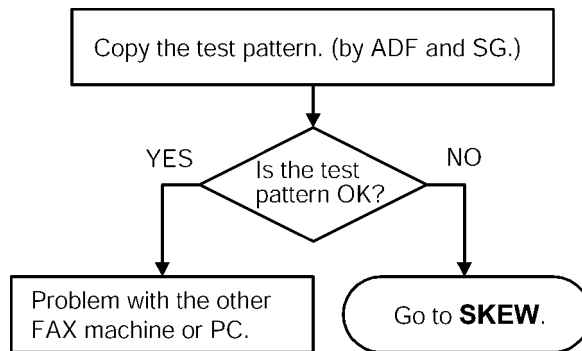 Copy the test pattern. (by ADF and SG.)
YES
Is the test
pattern OK?
NO
Problem with the other
FAX machine or PC.
Go to SKEW.